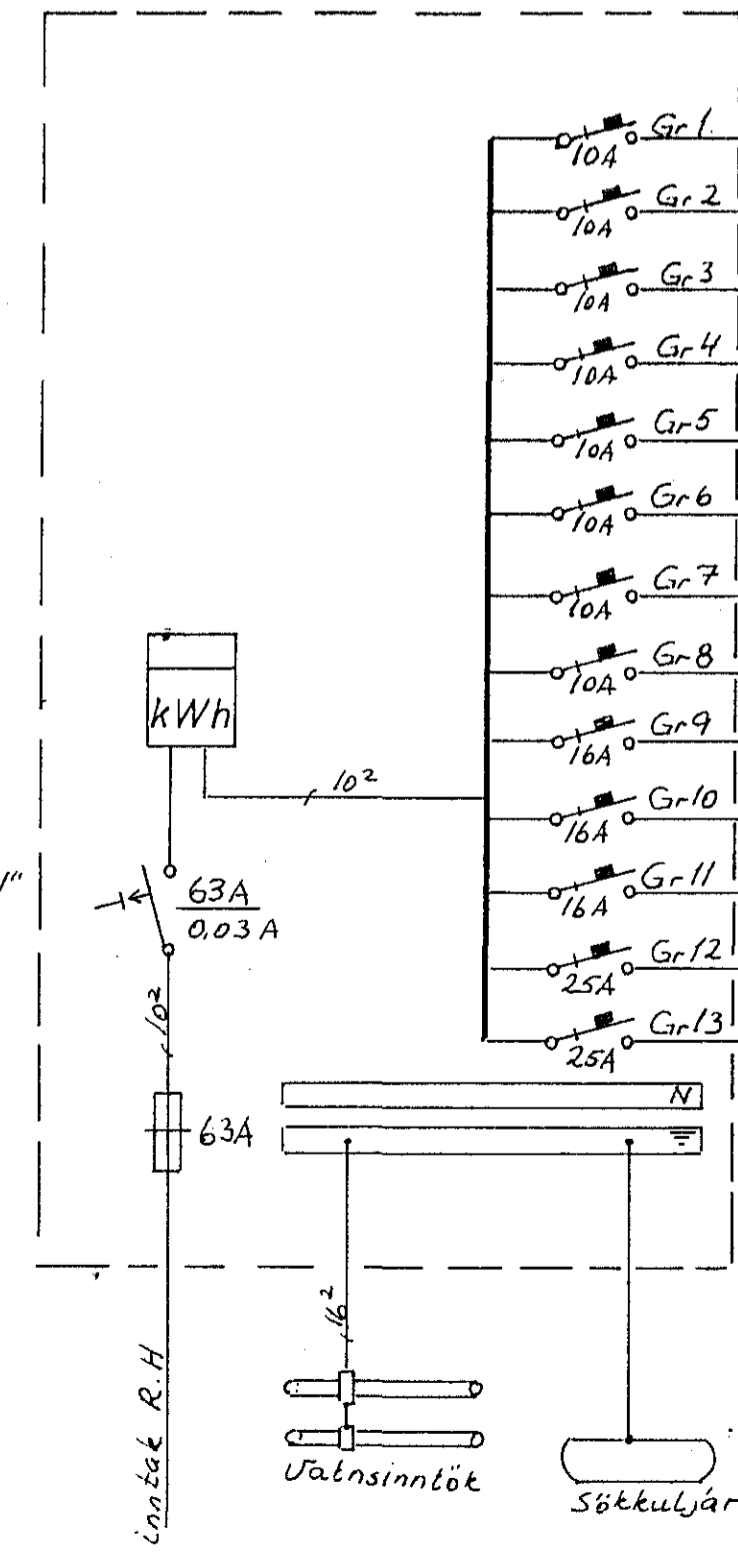 Gr 1
10A
Gr 2
10A
Gr 3
10A
Gr 4
10A
Gr 5
10A
Gr 6
10A
Gr 7
10A
Gr 8
10A
kWh
Gr 9
16A
10²
Gr 10
16A
63A
0,03 A
Gr 11
16A
Gr 12
25A
10²
Gr 13
25A
N
63A
16²
inntak R.H
Vatnsinntök
Sökkuljár